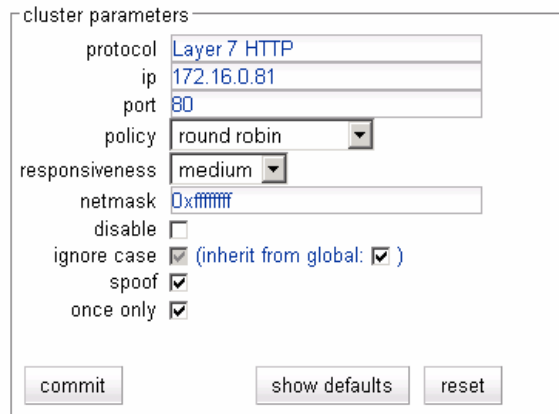 cluster parameters
protocol Layer 7 HTTP
ip 172.16.0.81
port 80
policy round robin
responsiveness medium
netmask 0xffffffff
disable
ignore case (inherit from global: )
spoof
once only
commit show defaults reset